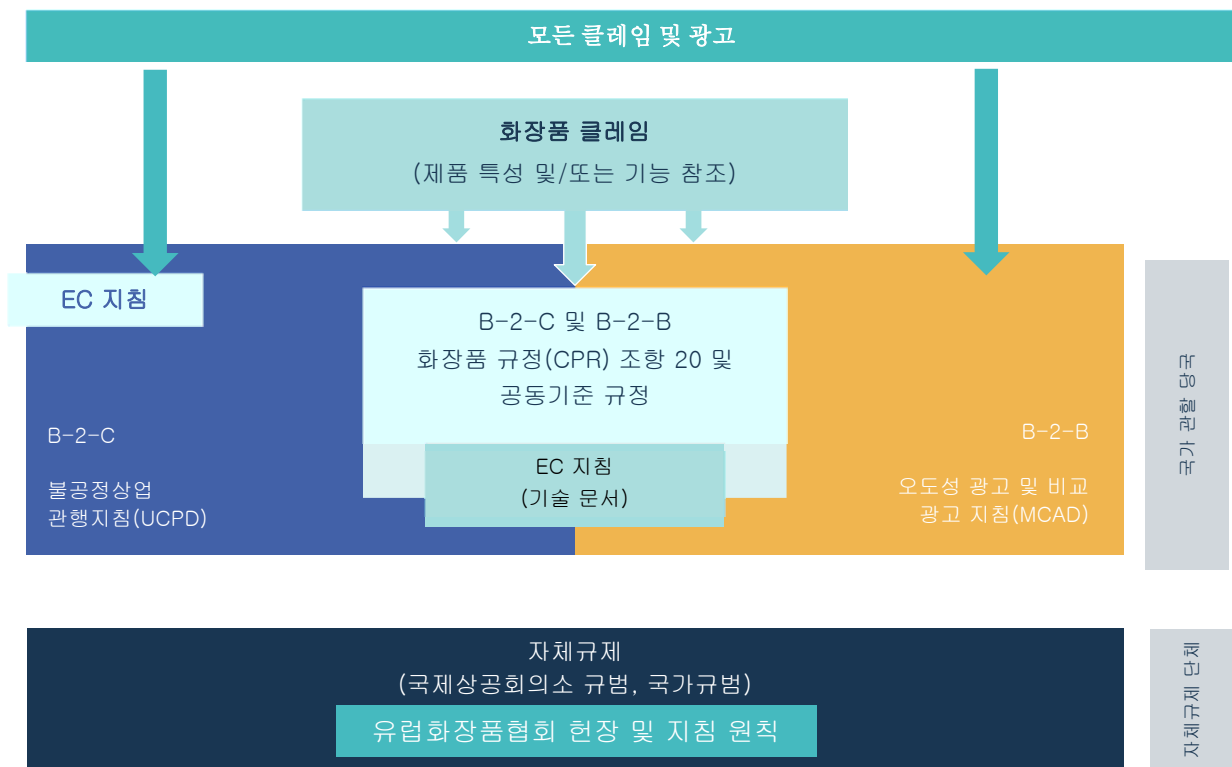 모든 클레임 및 광고
화장품 클레임
(제품 특성 및/또는 기능 참조)
EC 지침
B-2-C 및 B-2-B
화장품 규정(CPR) 조항 20 및
공동기준 규정
EC 지침
(기술 문서)
B-2-C
불공정상업
관행지침(UCPD)
B-2-B
오도성 광고 및 비교
광고 지침(MCAD)
국가 관할 당국
자체규제
(국제상공회의소 규범, 국가규범)
유럽화장품협회 헌장 및 지침 원칙
자체규제 단체